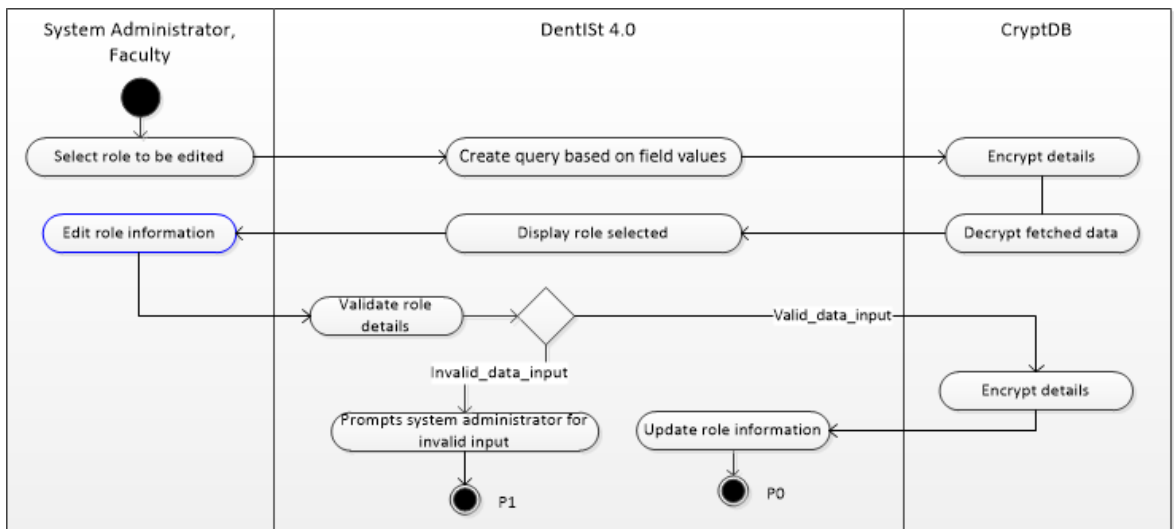 System Administrator,
Faculty
DentISt 4.0
CryptDB
Select role to be edited
Create query based on field values
Encrypt details
Edit role information
Display role selected
Decrypt fetched data
Validate role
details
Valid_data_input
Invalid_data_input
Encrypt details
Prompts system administrator for
invalid input
Update role information
P1
P0